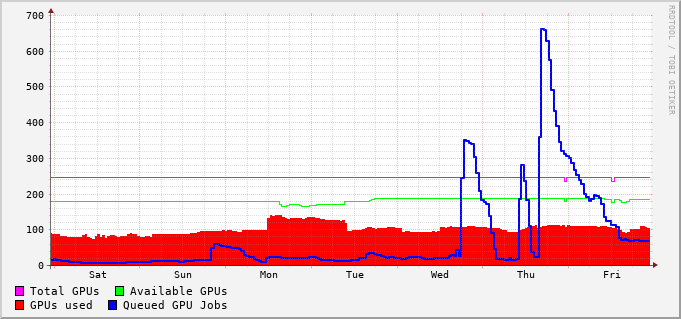 700
600
500
400
300
200
100
0
Sat Sun Mon Tue Wed Thu Fri
Total GPUs Available GPUs
GPUs used Queued GPU Jobs
RRDTOOL / TOBI OETIKER